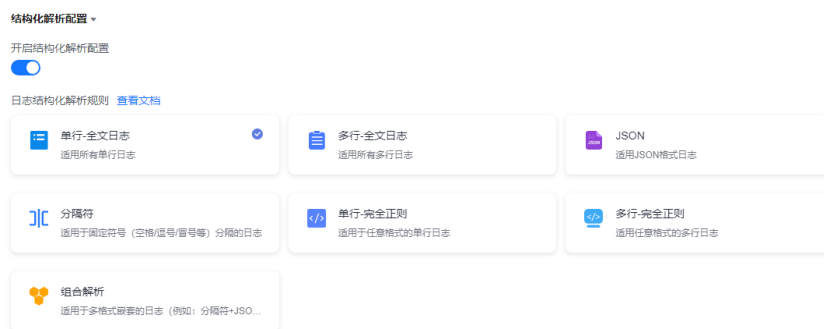 结构化解析配置
开启结构化解析配置
日志结构化解析规则 查看文档
单行-全文日志
适用所有单行日志
多行-全文日志
适用所有多行日志
JSON
JSON
适用JSON格式日志
分隔符
适用于固定符号（空格/逗号/冒号等）分隔的日志
单行-完全正则
适用于任意格式的单行日志
多行-完全正则
适用任意格式的多行日志
组合解析
适用于多格式嵌套的日志（例如：分隔符+JSO...